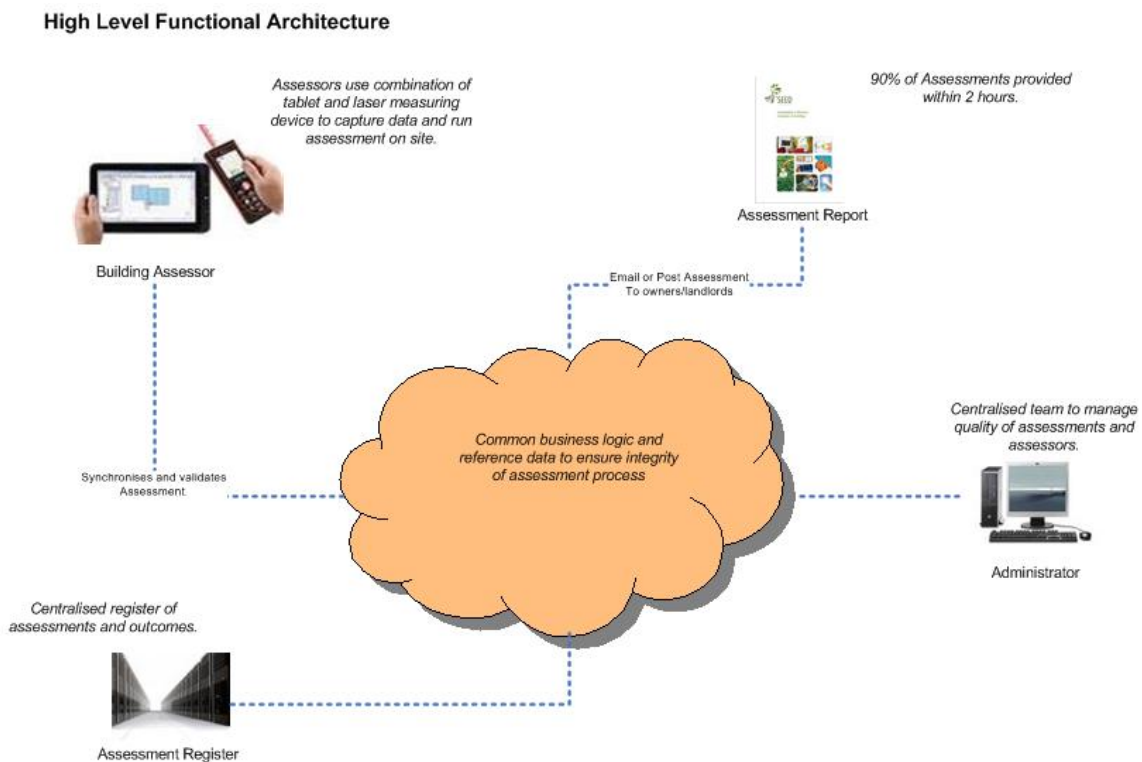 High Level Functional Architecture
Assessors use combination of
tablet and laser measuring
device to capture data and run
assessment on site.
90% of Assessments provided
within 2 hours.
SEED
Assessment Report
Building Assessor
Email or Post Assessment
To owners/landlords
Centralised team to manage
quality of assessments and
assessors.
Common business logic and
reference data to ensure integrity
of assessment process
Synchronises and validates
Assessment
Administrator
Centralised register of
assessments and outcomes.
Assessment Register